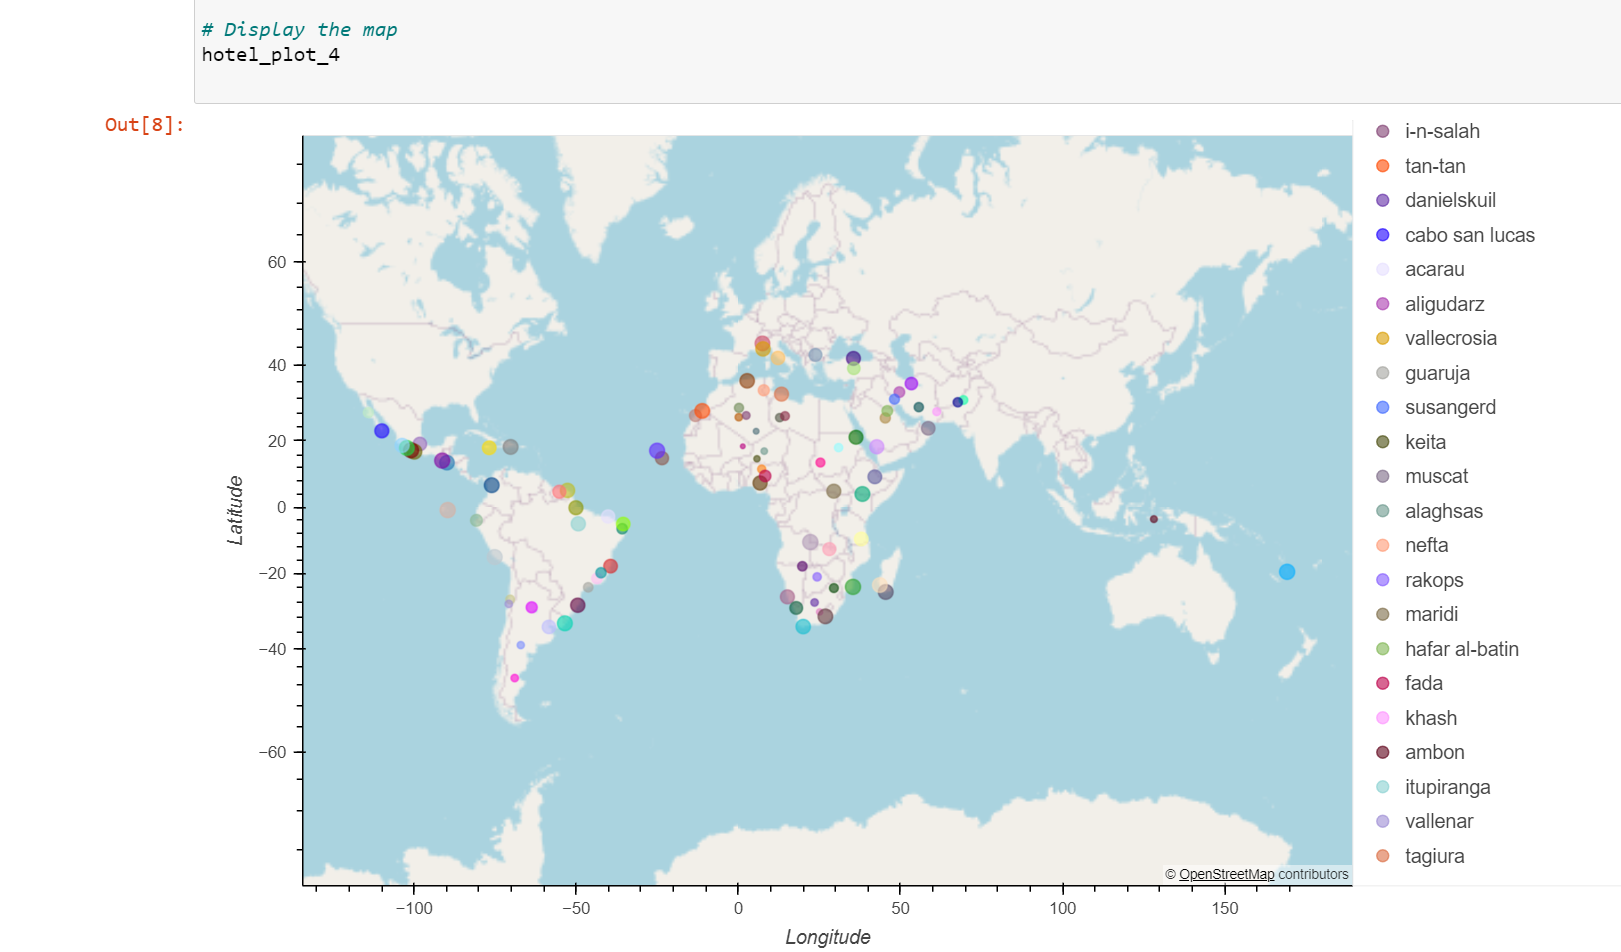 # Display the map
hotel_plot_4
Out[8]:
i-n-salah
tan-tan
danielskuil
cabo san lucas
acarau
aligudarz
vallecrosia
guaruja
susangerd
keita
muscat
alaghsas
nefta
rakops
maridi
hafar al-batin
fada
khash
ambon
itupiranga
vallenar
tagiura
60
40
20
0
−20
−40
−60
Latitude
© OpenStreetMap contributors
−100
−50
0
50
100
150
Longitude